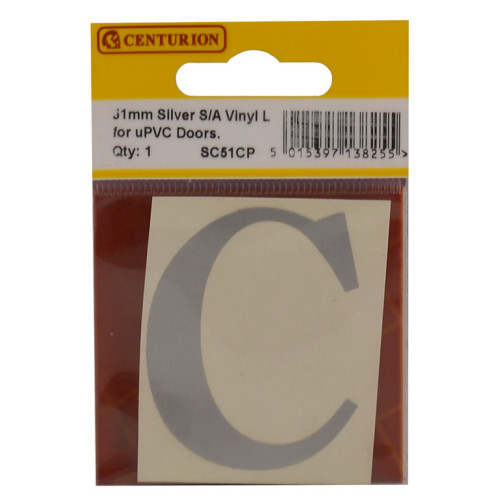 CENTURION
51mm Silver S/A Vinyl L
for uPVC Doors.
Qty: 1 SC51CP
5 015397 138255 >
C